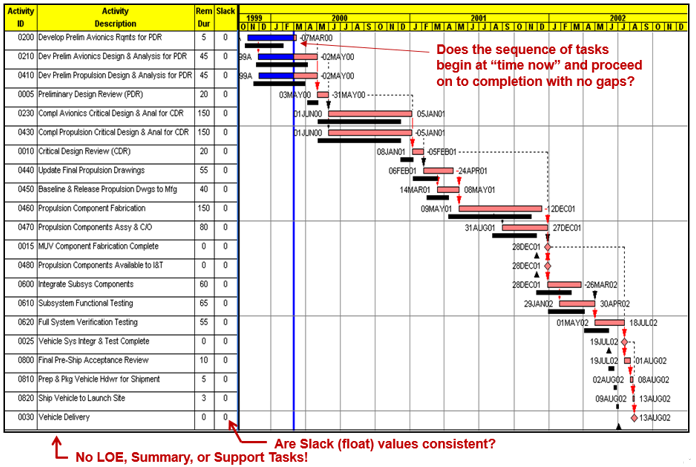 Activity Activity Rem Slack 1999 2000 2001 2002
ID Description Dur O N D J F M A M J J A S O N D J F M A M J J A S O N D J F M A M J J A S O N D
0200 Develop Prelim Avionics Rqmts for PDR 5 0 A -07MAR00
0210 Dev Prelim Avionics Design & Analysis for PDR 45 0 99A -02MAY00
0410 Dev Prelim Propulsion Design & Analysis for PDR 45 0 99A -02MAY00
Does the sequence of tasks
begin at “time now” and proceed
on to completion with no gaps?
0005 Preliminary Design Review (PDR) 20 0 03MAY00 -31MAY00
0230 Compl Avionics Critical Design & Anal for CDR 150 0 01JUN00 -05JAN01
0430 Compl Propulsion Critical Design & Anal for CDR 150 0 01JUN00 -05JAN01
0010 Critical Design Review (CDR) 20 0 08JAN01 -05FEB01
0440 Update Final Propulsion Drawings 55 0 06FEB01 -24APR01
0450 Baseline & Release Propulsion Dwgs to Mfg 40 0 14MAR01 08MAY01
0460 Propulsion Component Fabrication 150 0 09MAY01 -12DEC01
0470 Propulsion Components Assy & C/O 80 0 31AUG01 27DEC01
0015 MUV Component Fabrication Complete 0 0 28DEC01
0480 Propulsion Components Available to I&T 0 0 28DEC01
0600 Integrate Subsys Components 60 0 28DEC01 -26MAR02
0610 Subsystem Functional Testing 65 0 29JAN02 30APR02
0620 Full System Verification Testing 55 0 01MAY02 18JUL02
0025 Vehicle Sys Integr & Test Complete 0 0 19JUL02
0800 Final Pre-Ship Acceptance Review 10 0 19JUL02 01AUG02
0810 Prep & Pkg Vehicle Hdwr for Shipment 5 0 02AUG02 08AUG02
0820 Ship Vehicle to Launch Site 3 0 09AUG02 13AUG02
0030 Vehicle Delivery 0 0 13AUG02
Are Slack (float) values consistent?
No LOE, Summary, or Support Tasks!